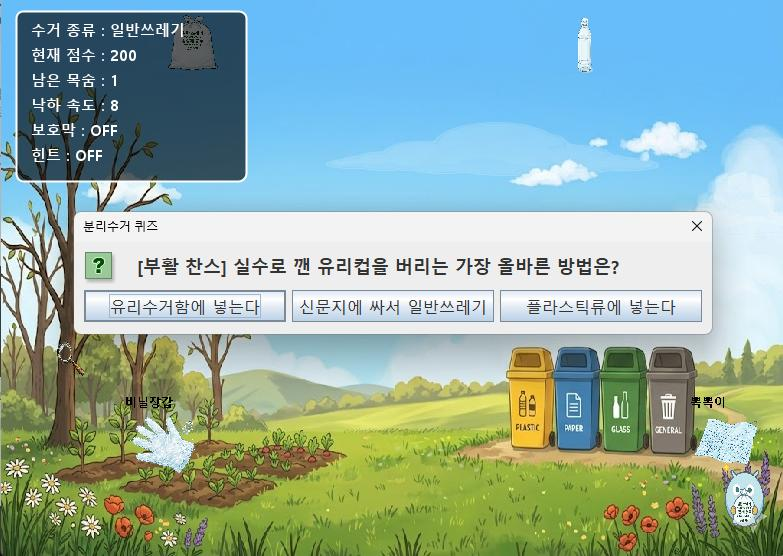 수거 종류 : 일반쓰레기
현재 점수 : 200
남은 목숨 : 1
낙하 속도 : 8
보호막 : OFF
힌트 : OFF
분리수거 퀴즈
[부활 찬스] 실수로 깬 유리컵을 버리는 가장 올바른 방법은?
유리수거함에 넣는다
신문지에 싸서 일반쓰레기
플라스틱류에 넣는다
비닐장갑
뽁뽁이
PLASTIC
PAPER
GLASS
GENERAL